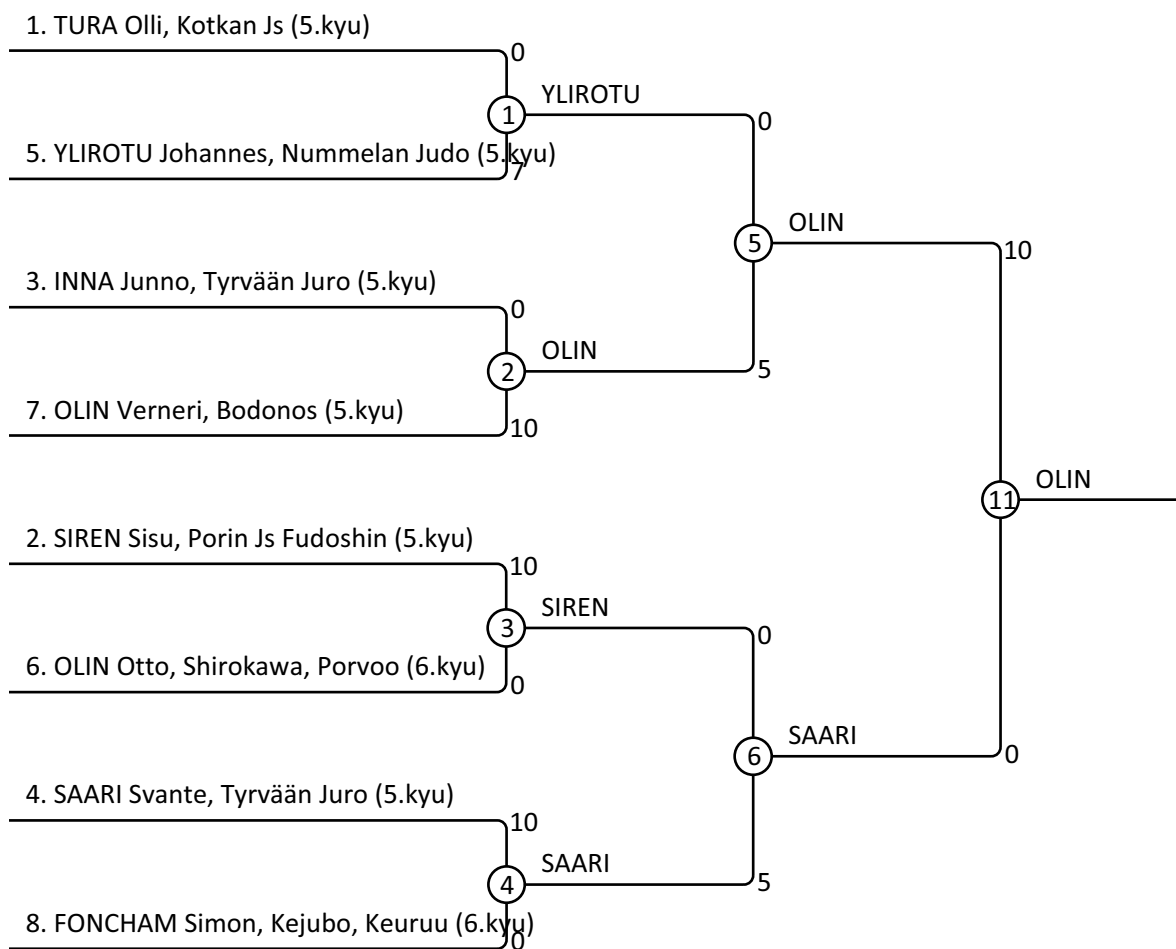 1. TURA Olli, Kotkan Js (5.kyu)
0
1
YLIROTU
0
5. YLIROTU Johannes, Nummelan Judo (5.kyu)
7
5
OLIN
10
3. INNA Junno, Tyrvään Juro (5.kyu)
0
2
OLIN
5
7. OLIN Verneri, Bodonos (5.kyu)
10
11
OLIN
2. SIREN Sisu, Porin Js Fudoshin (5.kyu)
10
3
SIREN
0
6. OLIN Otto, Shirokawa, Porvoo (6.kyu)
0
6
SAARI
0
4. SAARI Svante, Tyrvään Juro (5.kyu)
10
4
SAARI
5
8. FONCHAM Simon, Kejubo, Keuruu (6.kyu)
0